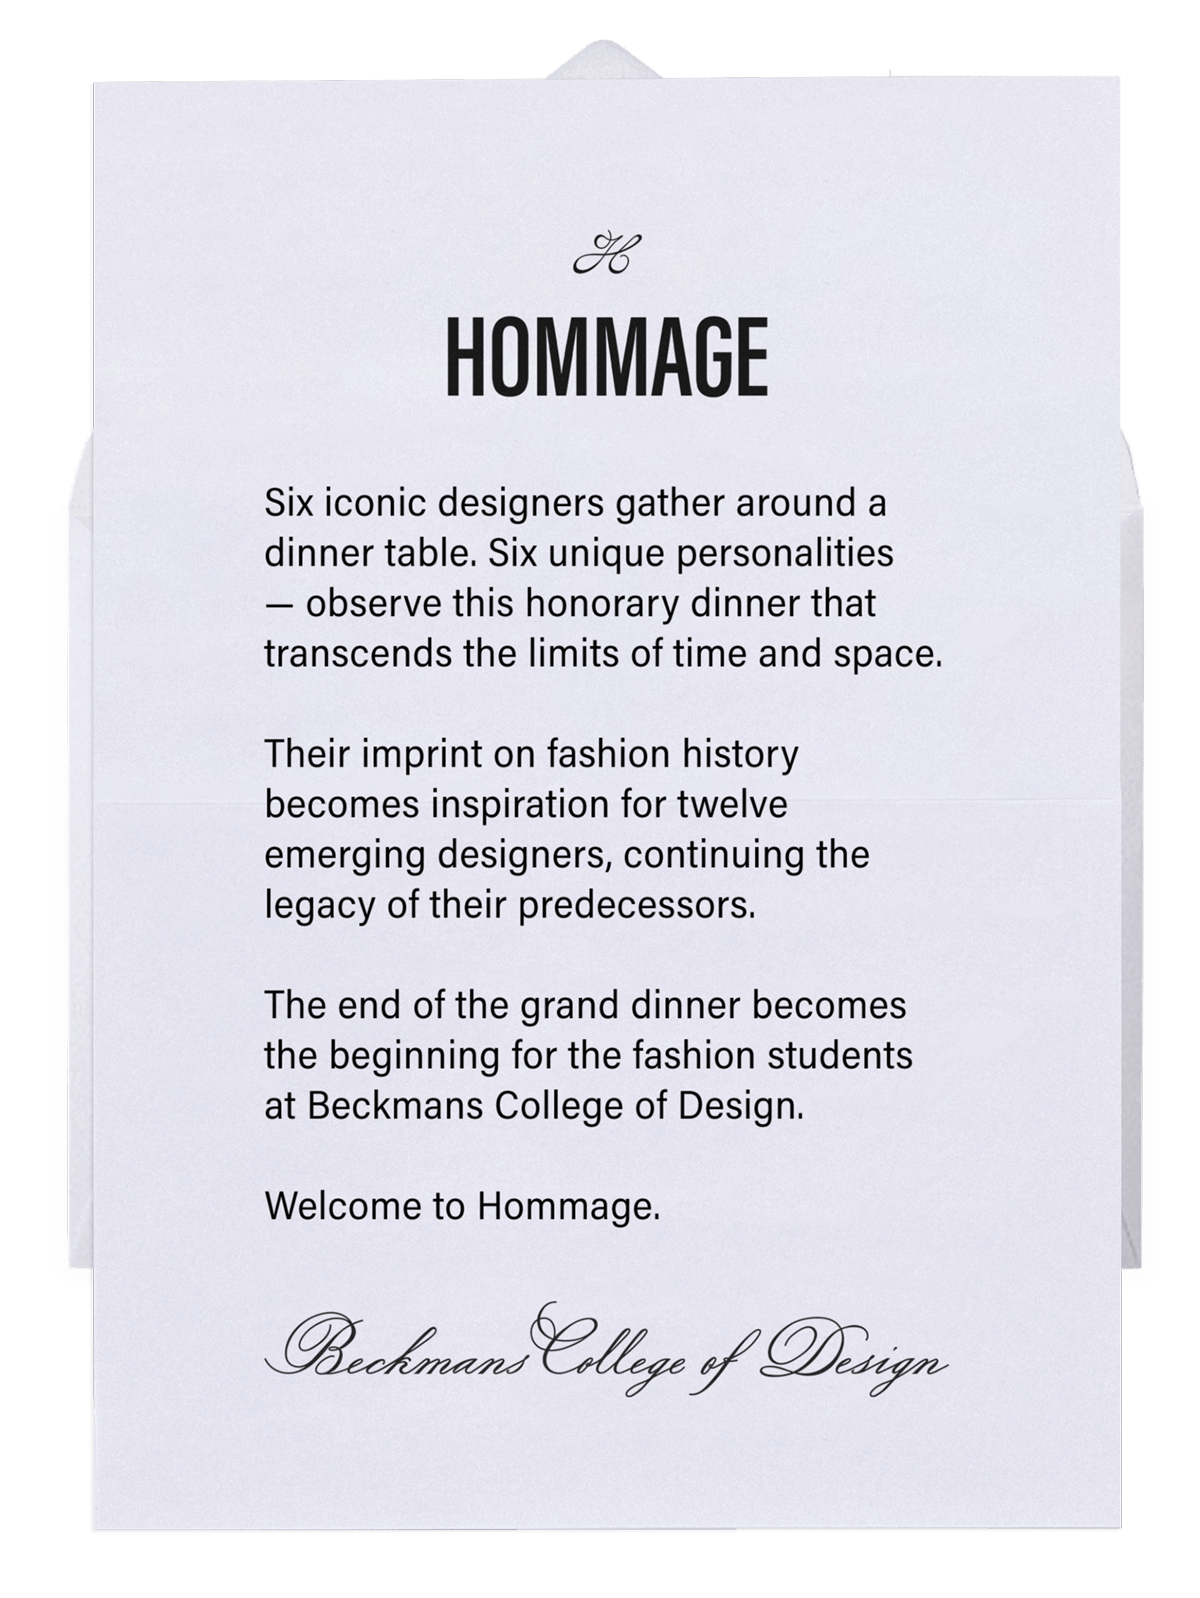 H
HOMMAGE
Six iconic designers gather around a
dinner table. Six unique personalities
— observe this honorary dinner that
transcends the limits of time and space.
Their imprint on fashion history
becomes inspiration for twelve
emerging designers, continuing the
legacy of their predecessors.
The end of the grand dinner becomes
the beginning for the fashion students
at Beckmans College of Design.
Welcome to Hommage.
Beckmans College of Design